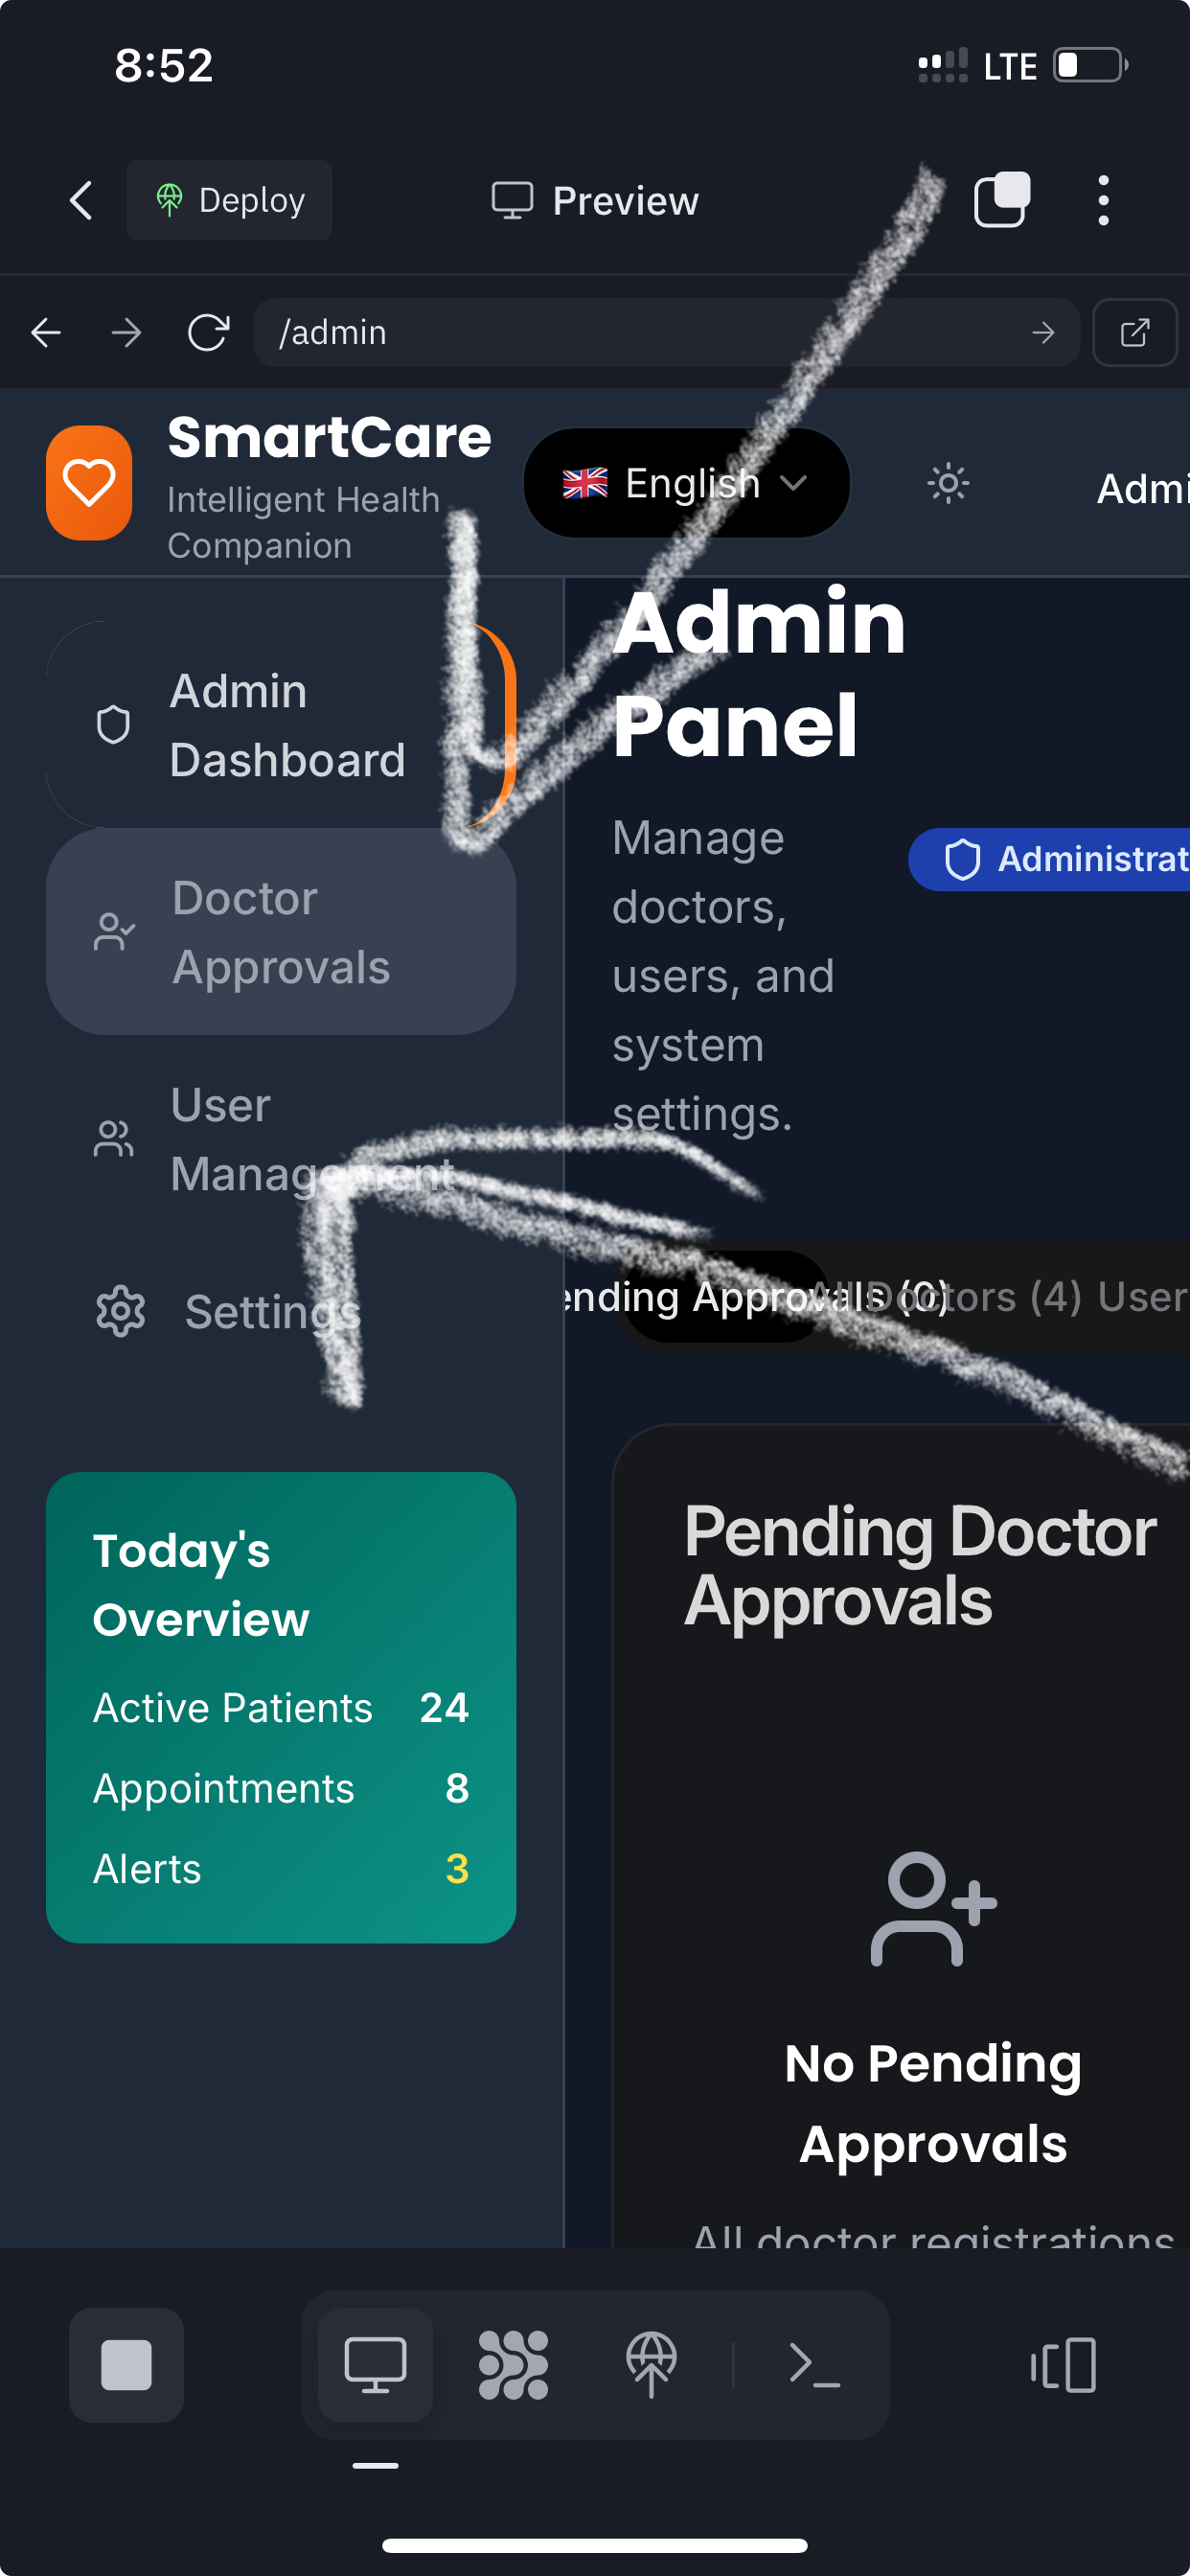 8:52
LTE
Deploy
Preview
/admin
SmartCare
Intelligent Health
Companion
English
Admi
Admin
Dashboard
Doctor
Approvals
User
Management
Settings
Today's
Overview
Active Patients 24
Appointments 8
Alerts 3
Admin
Panel
Manage
doctors,
users, and
system
settings.
Administrat
ending Approvals (0)
All Doctors (4)
User
Pending Doctor
Approvals
No Pending
Approvals
All doctor registrations